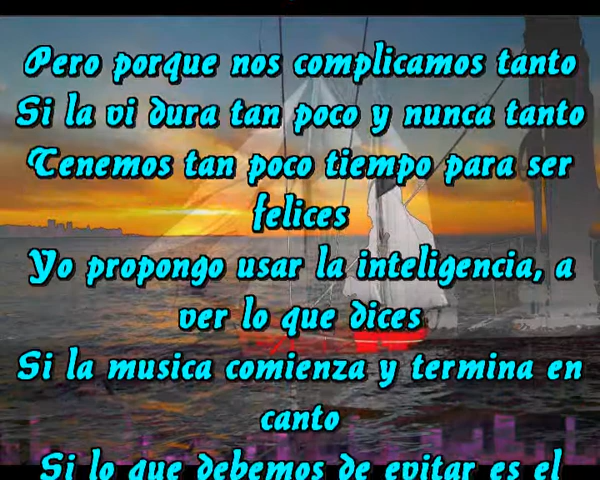 Pero porque nos complicamos tanto
Si la vi dura tan poco y nunca tanto
Tenemos tan poco tiempo para ser
felices
Yo propongo usar la inteligencia, a
ver lo que dices
Si la musica comienza y termina en
canto
Si lo que debemos de evitar es el